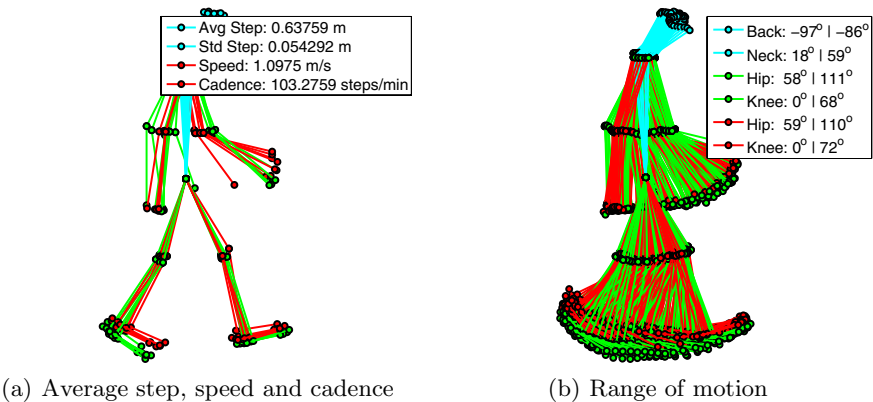 Avg Step: 0.63759 m
Std Step: 0.054292 m
Speed: 1.0975 m/s
Cadence: 103.2759 steps/min
Back: −97° | −86°
Neck: 18° | 59°
Hip: 58° | 111°
Knee: 0° | 68°
Hip: 59° | 110°
Knee: 0° | 72°
(a) Average step, speed and cadence
(b) Range of motion